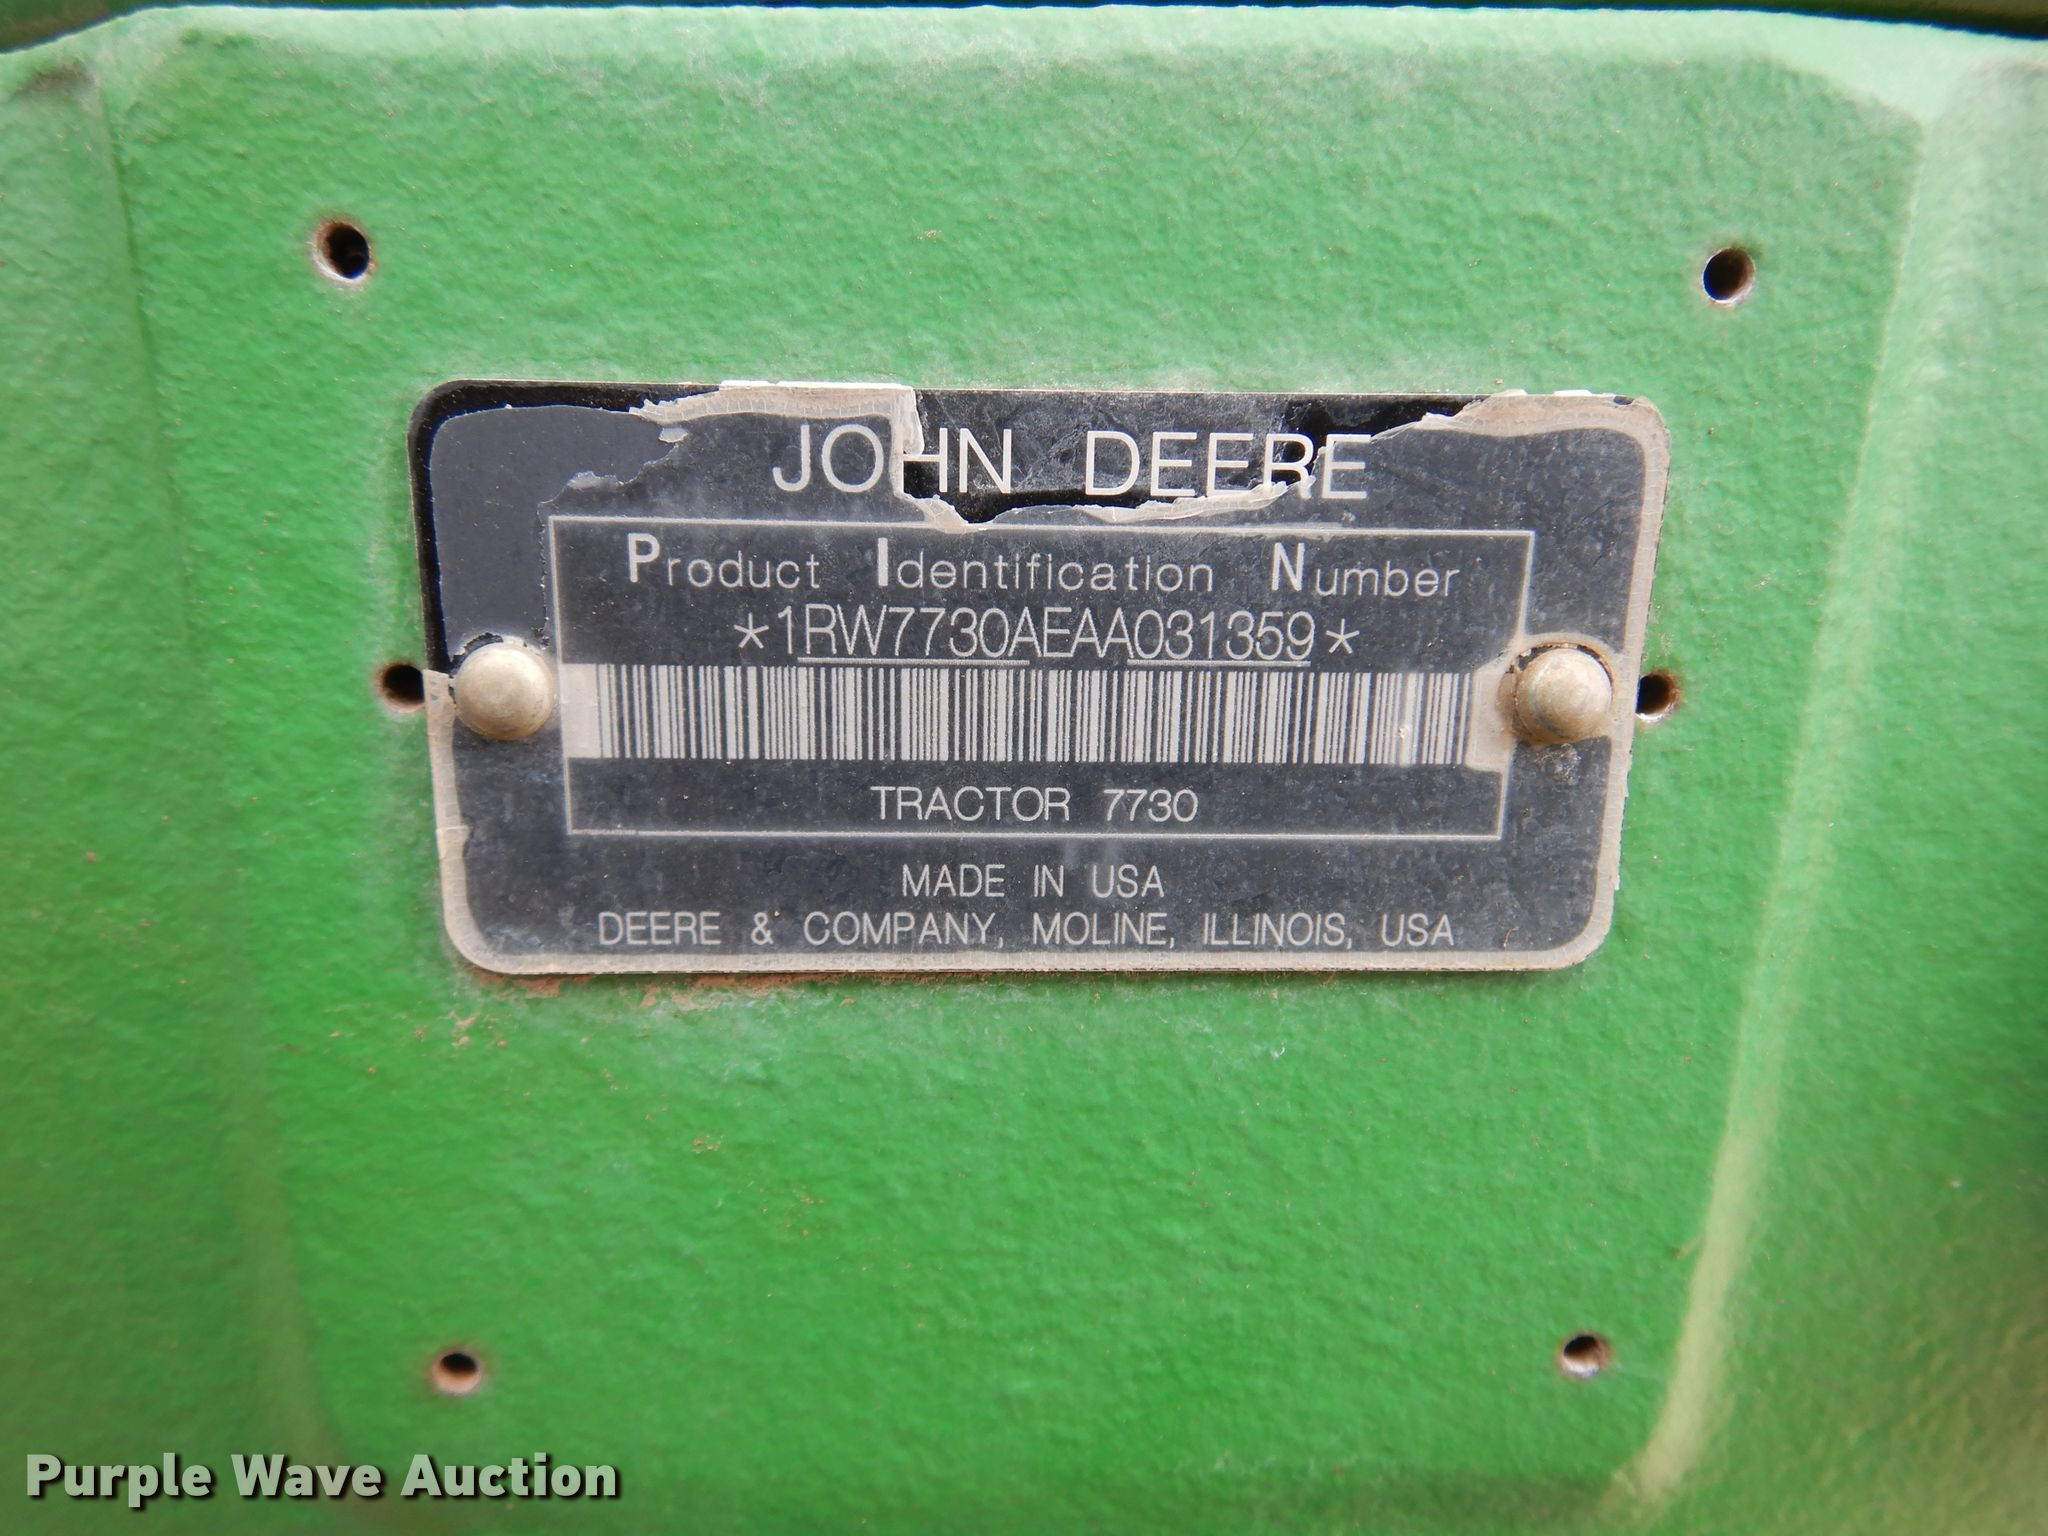 JOHN DEERE
Product Identification Number
*1RW7730AEAA031359*
TRACTOR 7730
MADE IN USA
DEERE & COMPANY, MOLINE, ILLINOIS, USA
Purple Wave Auction